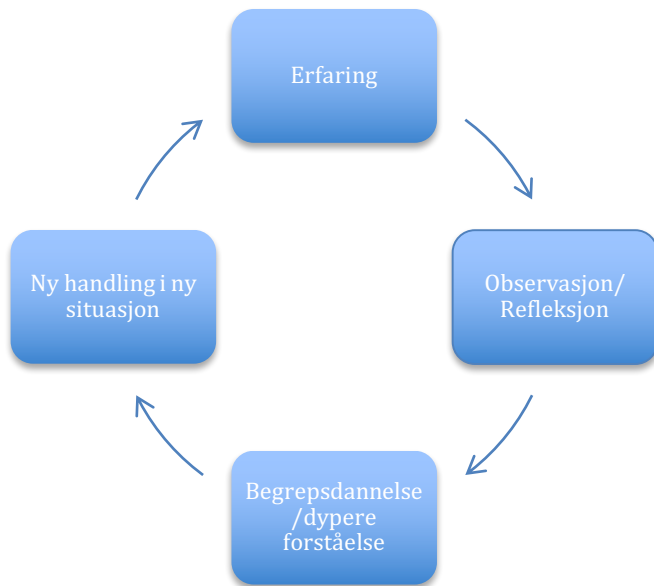 Erfaring
Observasjon/
Refleksjon
Begrepsdannelse
/dypere
forståelse
Ny handling i ny
situasjon